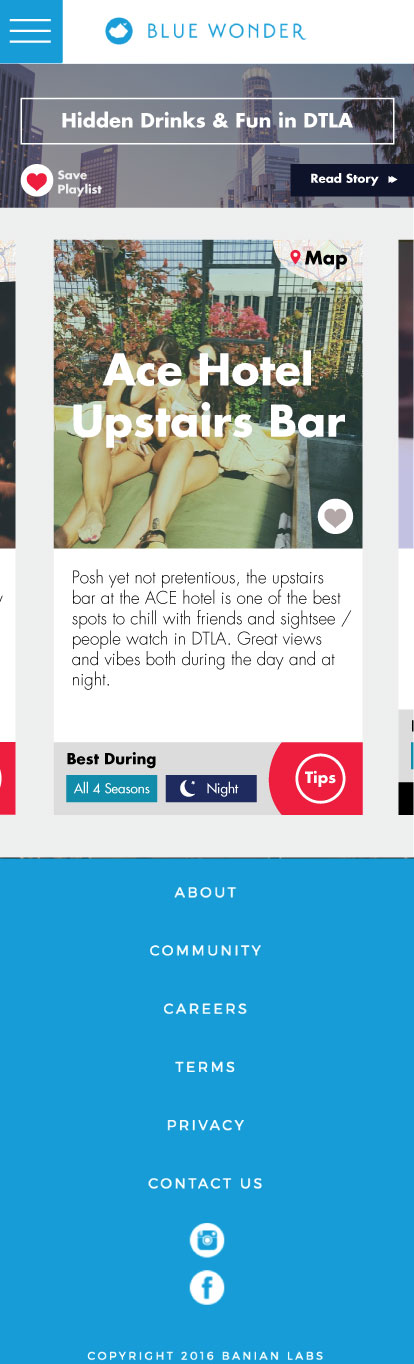 BLUE WONDER
Hidden Drinks & Fun in DTLA
Save
Playlist
Read Story
Map
Ace Hotel
Upstairs Bar
Posh yet not pretentious, the upstairs
bar at the ACE hotel is one of the best
spots to chill with friends and sightsee /
people watch in DTLA. Great views
and vibes both during the day and at
night.
Best During
All 4 Seasons
Night
Tips
ABOUT
COMMUNITY
CAREERS
TERMS
PRIVACY
CONTACT US
COPYRIGHT 2016 BANIAN LABS